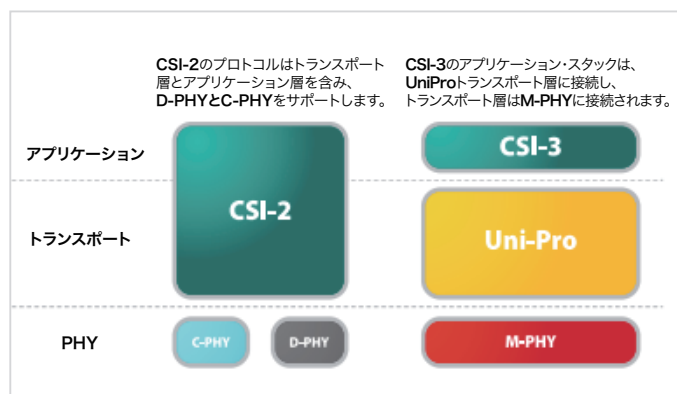 CSI-2のプロトコルはトランスポート
層とアプリケーション層を含み、
D-PHYとC-PHYをサポートします。
CSI-3のアプリケーション・スタックは、
UniProトランスポート層に接続し、
トランスポート層はM-PHYに接続されます。
アプリケーション
CSI-3
CSI-2
トランスポート
Uni-Pro
PHY
C-PHY
D-PHY
M-PHY